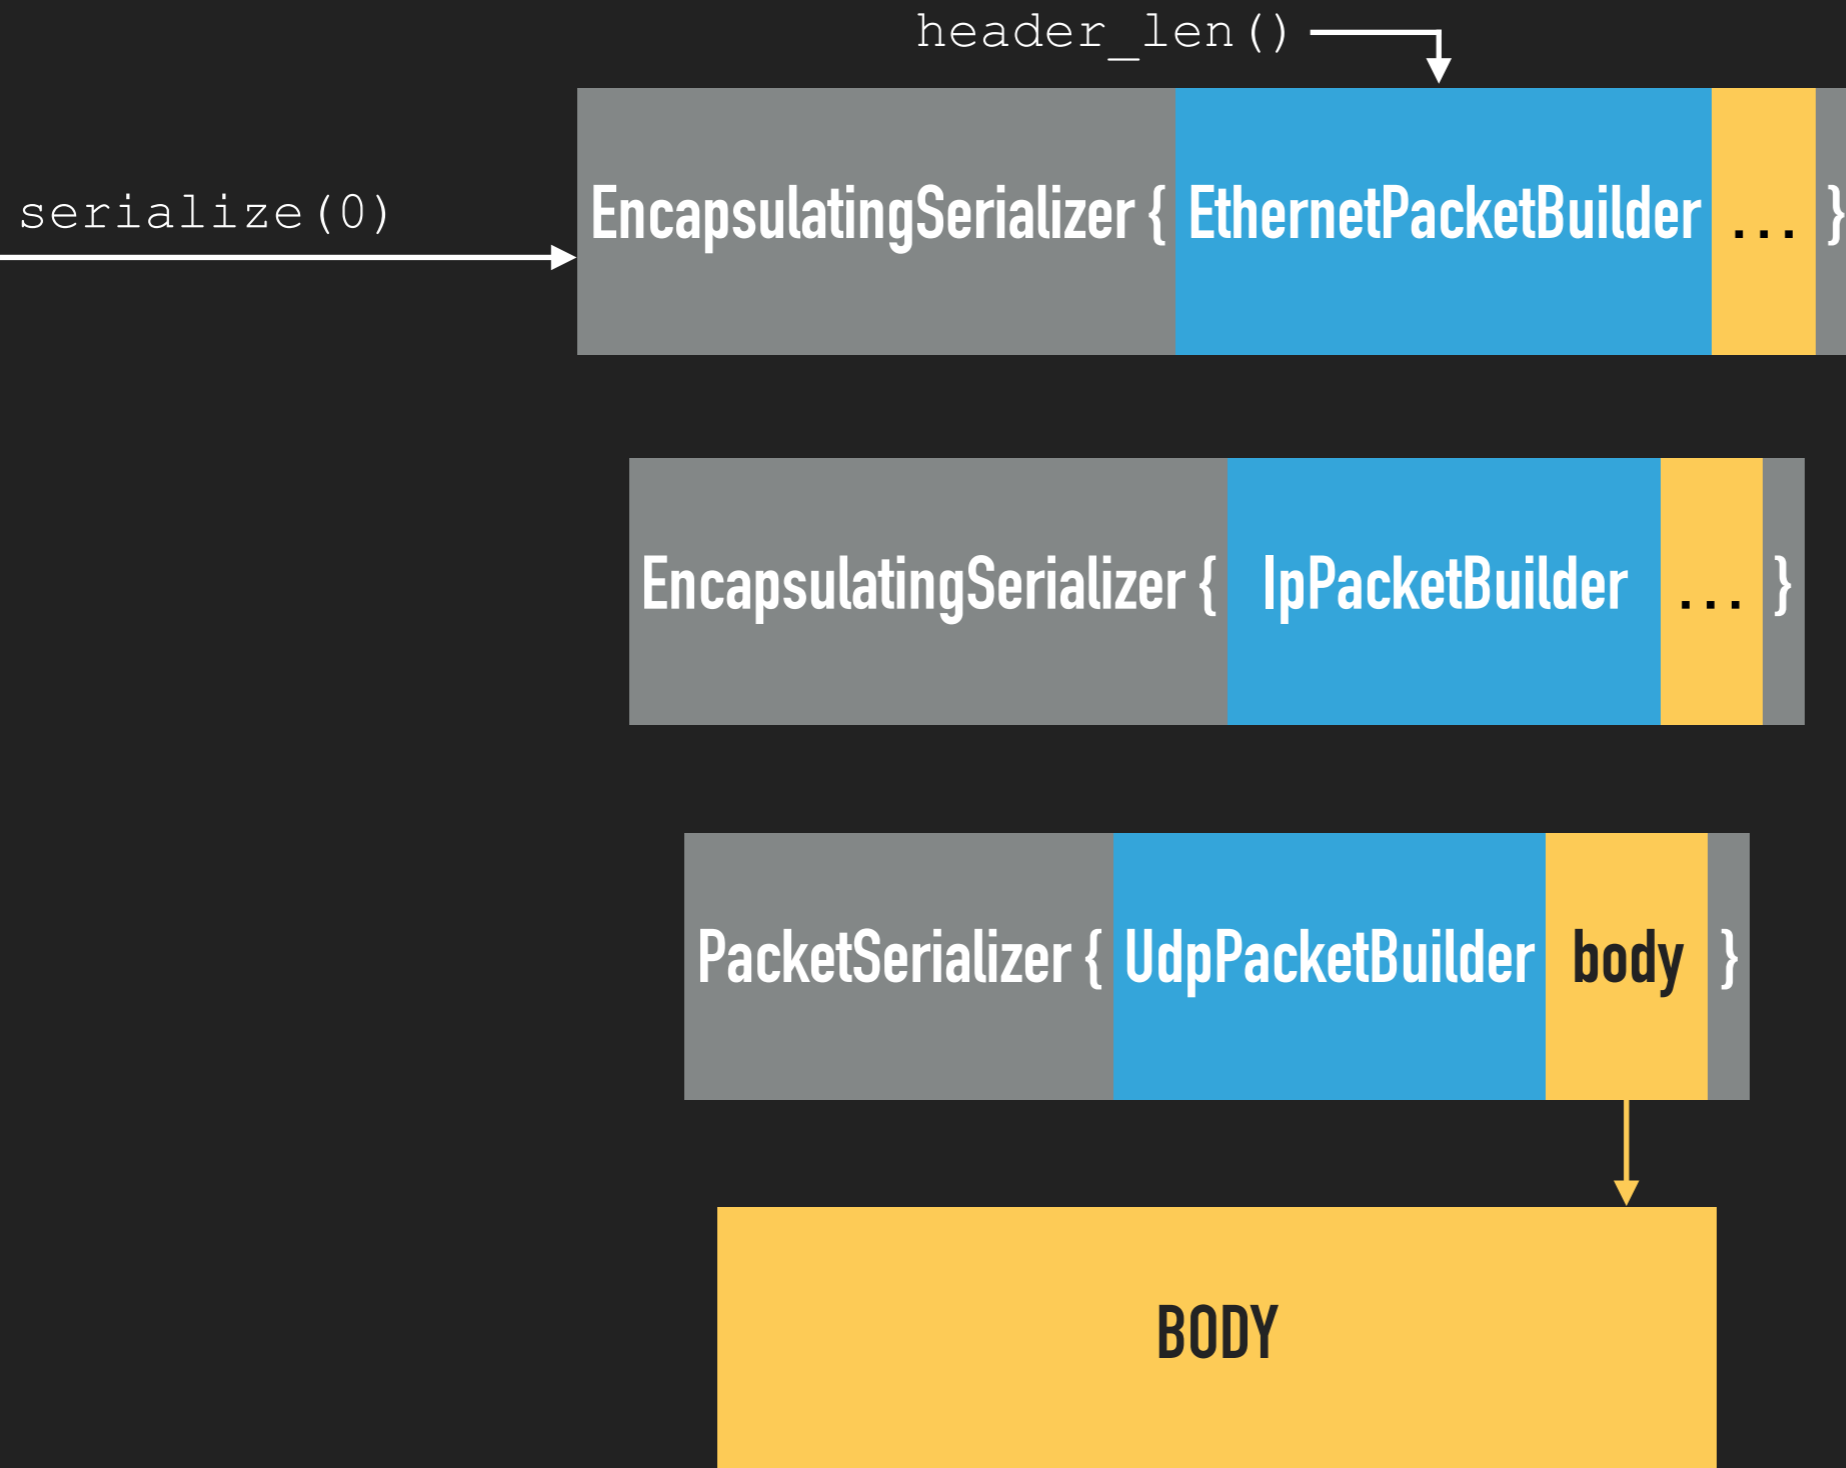 header_len()
serialize(0)
EncapsulatingSerializer { EthernetPacketBuilder ... }
EncapsulatingSerializer { IpPacketBuilder ... }
PacketSerializer { UdpPacketBuilder body }
BODY